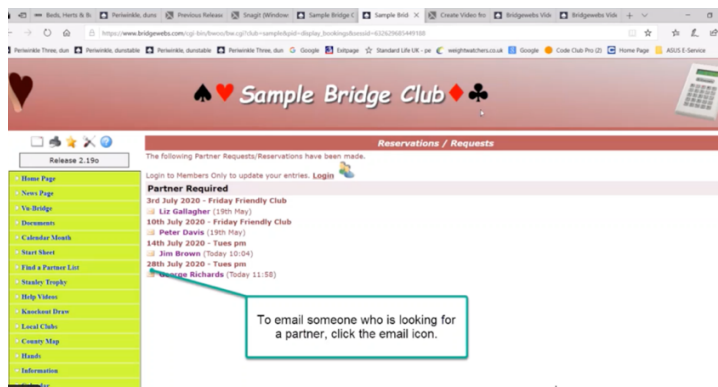 Beds, Herts & B
Periwinkle, duns
Previous Release
Snagit (Window
Sample Bridge C
Sample Brid
Create Video fro
Bridgewebs Vide
Bridgewebs Vide
https://www.bridgewebs.com/cgi-bin/bwoo/bw.cgi?club=sample&pid=display_bookings&sessid=632629685449108
Periwinkle Three, dun
Periwinkle, dunstable
Periwinkle, dunstable
Periwinkle Three, dun
Google
Exitpage
Standard Life UK - pe
weightwatchers.co.uk
Google
Code Club Pro (2)
Home Page
ASUS E-Service
Sample Bridge Club
Release 2.19o
Home Page
News Page
Vu-Bridge
Documents
Calendar Month
Start Sheet
Find a Partner List
Stanley Trophy
Help Videos
Knockout Draw
Local Clubs
County Map
Hands
Information
Reservations / Requests
The following Partner Requests/Reservations have been made.
Login to Members Only to update your entries. Login
Partner Required
3rd July 2020 - Friday Friendly Club
Liz Gallagher (19th May)
10th July 2020 - Friday Friendly Club
Peter Davis (19th May)
14th July 2020 - Tues pm
Jim Brown (Today 10:04)
28th July 2020 - Tues pm
George Richards (Today 11:58)
To email someone who is looking for
a partner, click the email icon.